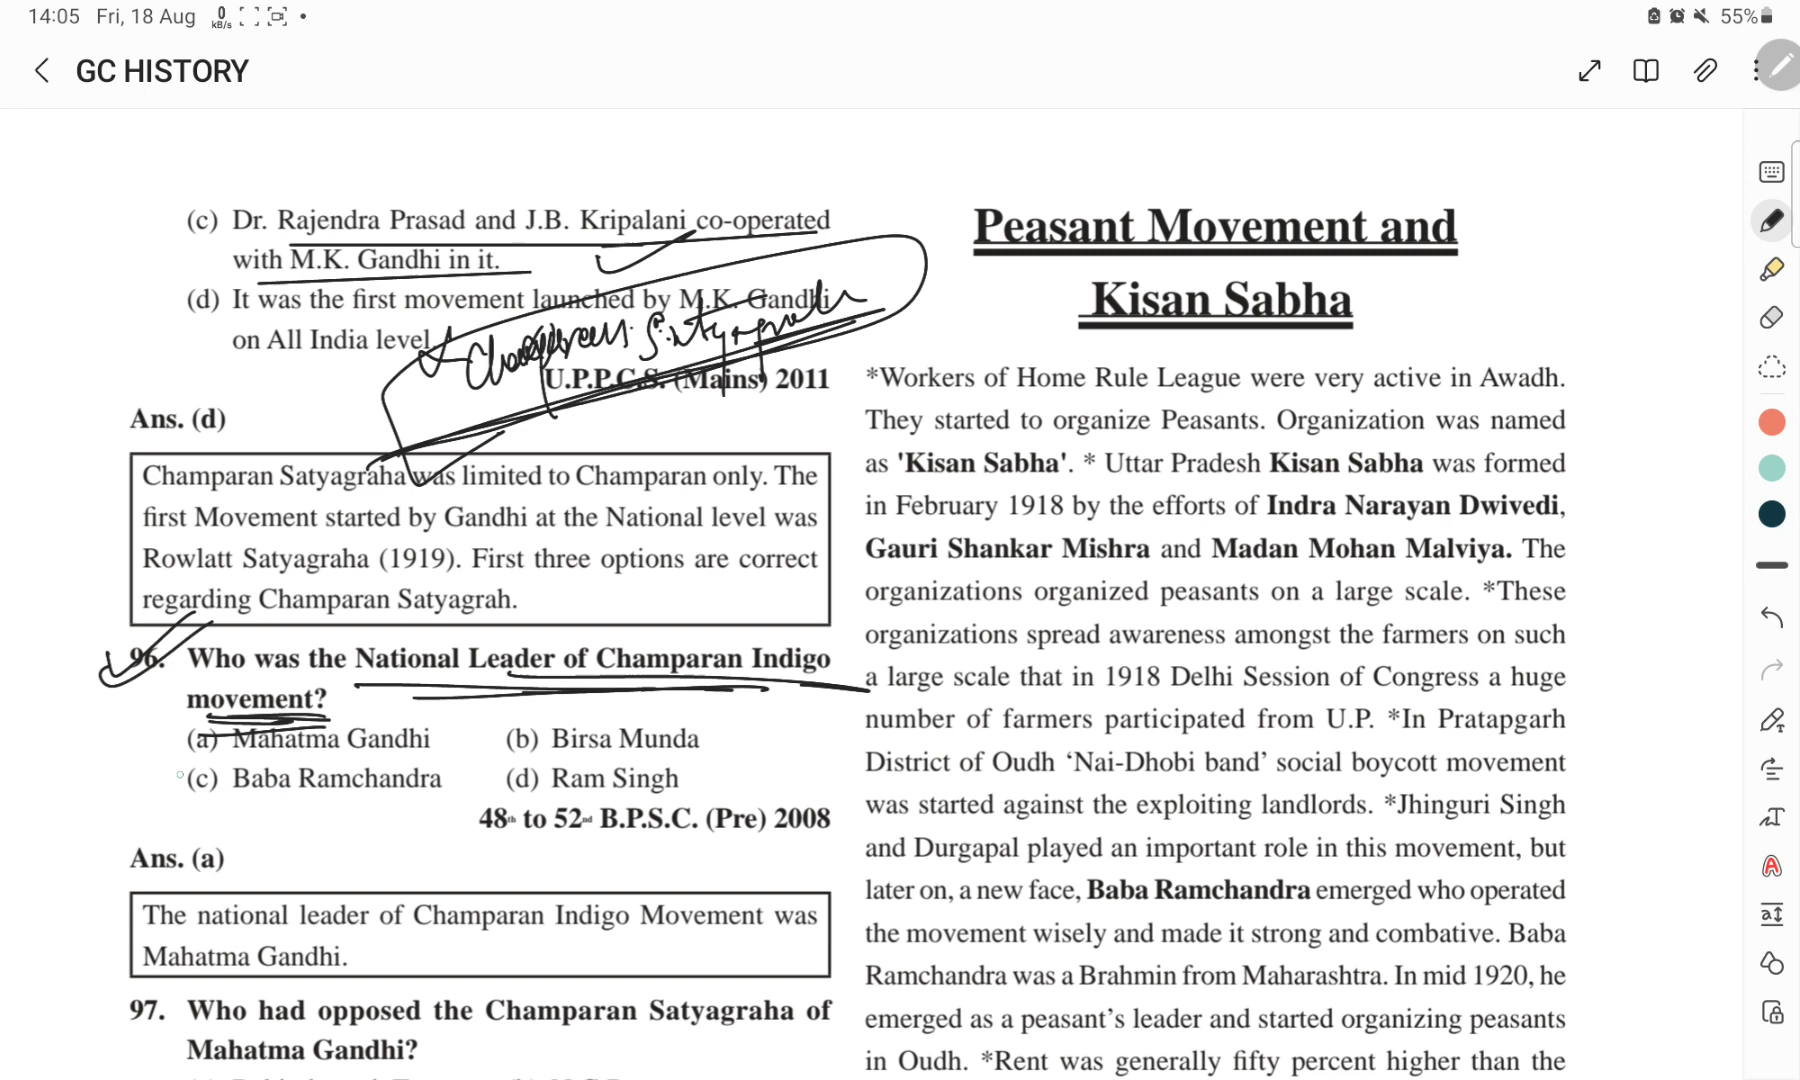 14:05 Fri, 18 Aug 0 kB/s 55%
GC HISTORY
(c) Dr. Rajendra Prasad and J.B. Kripalani co-operated
with M.K. Gandhi in it.
(d) It was the first movement launched by M.K. Gandhi
on All India level.
Champaran Satyagrah
U.P.P.C.S. (Mains) 2011
Ans. (d)
Champaran Satyagraha was limited to Champaran only. The
first Movement started by Gandhi at the National level was
Rowlatt Satyagraha (1919). First three options are correct
regarding Champaran Satyagrah.
96. Who was the National Leader of Champaran Indigo
movement?
(a) Mahatma Gandhi (b) Birsa Munda
(c) Baba Ramchandra (d) Ram Singh
48th to 52nd B.P.S.C. (Pre) 2008
Ans. (a)
The national leader of Champaran Indigo Movement was
Mahatma Gandhi.
97. Who had opposed the Champaran Satyagraha of
Mahatma Gandhi?
Peasant Movement and
Kisan Sabha
*Workers of Home Rule League were very active in Awadh.
They started to organize Peasants. Organization was named
as 'Kisan Sabha'. * Uttar Pradesh Kisan Sabha was formed
in February 1918 by the efforts of Indra Narayan Dwivedi,
Gauri Shankar Mishra and Madan Mohan Malviya. The
organizations organized peasants on a large scale. *These
organizations spread awareness amongst the farmers on such
a large scale that in 1918 Delhi Session of Congress a huge
number of farmers participated from U.P. *In Pratapgarh
District of Oudh ‘Nai-Dhobi band’ social boycott movement
was started against the exploiting landlords. *Jhinguri Singh
and Durgapal played an important role in this movement, but
later on, a new face, Baba Ramchandra emerged who operated
the movement wisely and made it strong and combative. Baba
Ramchandra was a Brahmin from Maharashtra. In mid 1920, he
emerged as a peasant’s leader and started organizing peasants
in Oudh. *Rent was generally fifty percent higher than the